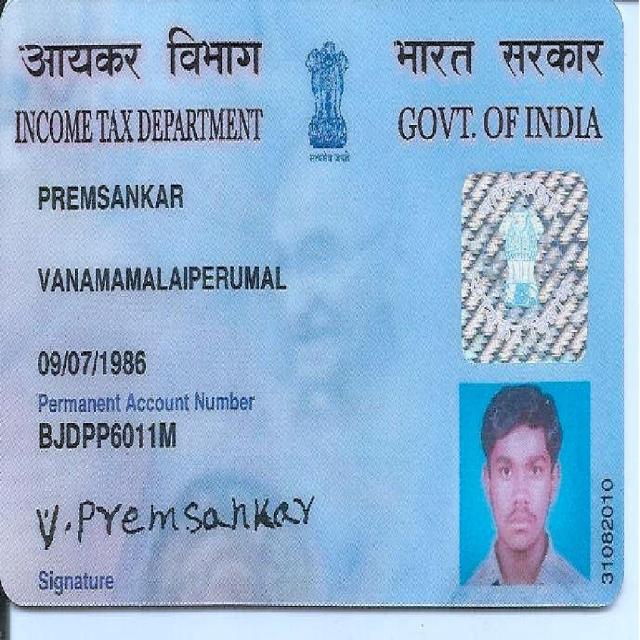 आयकर विभाग
INCOME TAX DEPARTMENT
भारत सरकार
GOVT. OF INDIA
सत्यमेव जयते
PREMSANKAR
VANAMAMALAIPERUMAL
09/07/1986
Permanent Account Number
BJDPP6011M
V. Premsankar
Signature
31082010